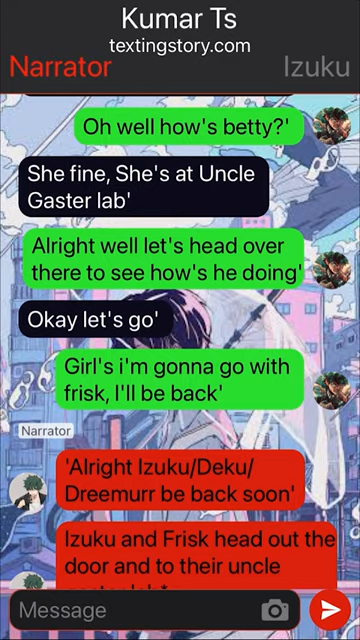 Kumar Ts
textingstory.com
Narrator
Izuku
Oh well how's betty?'
She fine, She's at Uncle
Gaster lab'
Alright well let's head over
there to see how's he doing'
Okay let's go'
Girl's i'm gonna go with
frisk, I'll be back'
Narrator
'Alright Izuku/Deku/
Dreemurr be back soon'
Izuku and Frisk head out the
door and to their uncle
Message